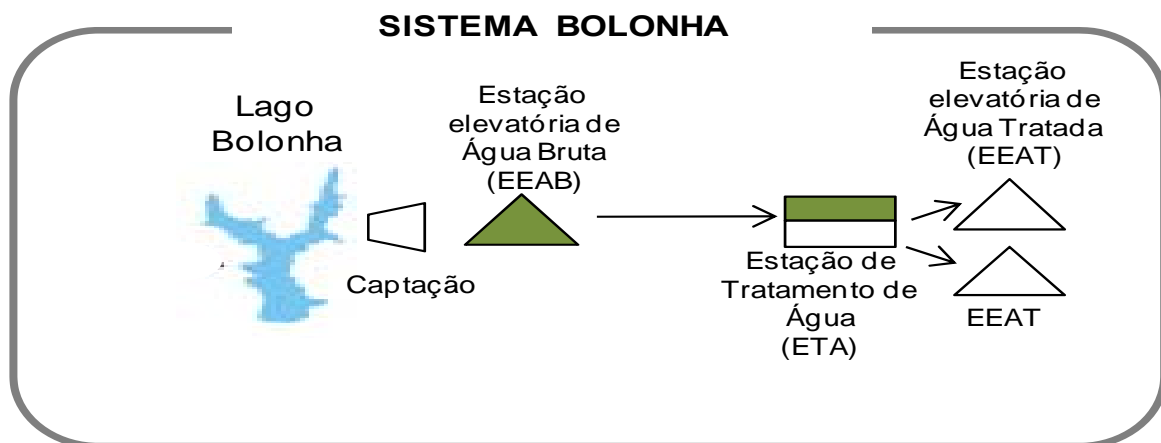 SISTEMA BOLONHA
Lago
Bolonha
Captação
Estação
elevatória de
Água Bruta
(EEAB)
Estação de
Tratamento de
Água
(ETA)
Estação
elevatória de
Água Tratada
(EEAT)
EEAT